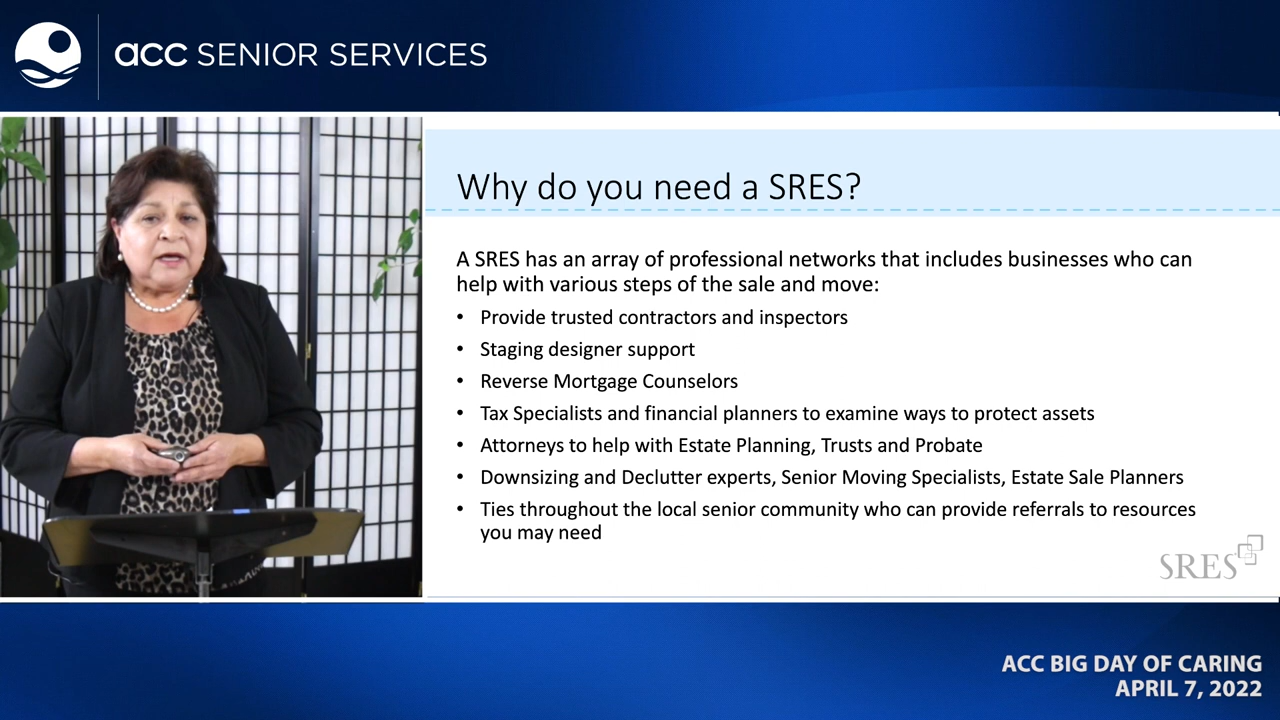 acc SENIOR SERVICES
Why do you need a SRES?
A SRES has an array of professional networks that includes businesses who can
help with various steps of the sale and move:
• Provide trusted contractors and inspectors
• Staging designer support
• Reverse Mortgage Counselors
• Tax Specialists and financial planners to examine ways to protect assets
• Attorneys to help with Estate Planning, Trusts and Probate
• Downsizing and Declutter experts, Senior Moving Specialists, Estate Sale Planners
• Ties throughout the local senior community who can provide referrals to resources
you may need
SRES
ACC BIG DAY OF CARING
APRIL 7, 2022